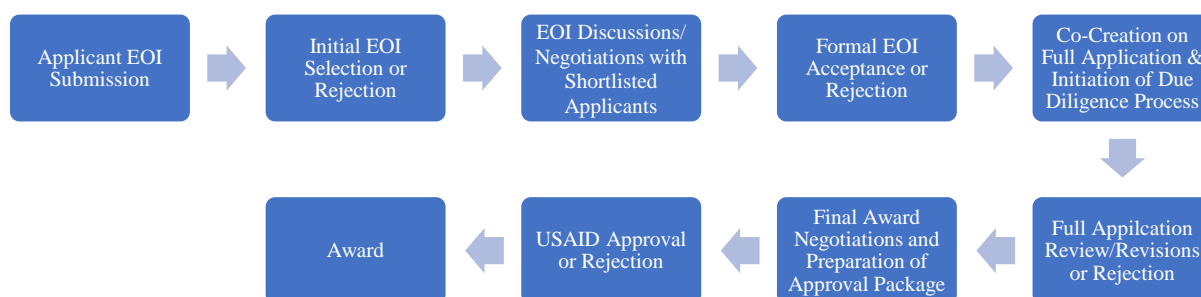 Applicant EOI
Submission
Initial EOI
Selection or
Rejection
EOI Discussions/
Negotiations with
Shortlisted
Applicants
Formal EOI
Acceptance or
Rejection
Co-Creation on
Full Application &
Initiation of Due
Diligence Process
Full Appilcation
Review/Revisions
or Rejection
Final Award
Negotiations and
Preparation of
Approval Package
USAID Approval
or Rejection
Award